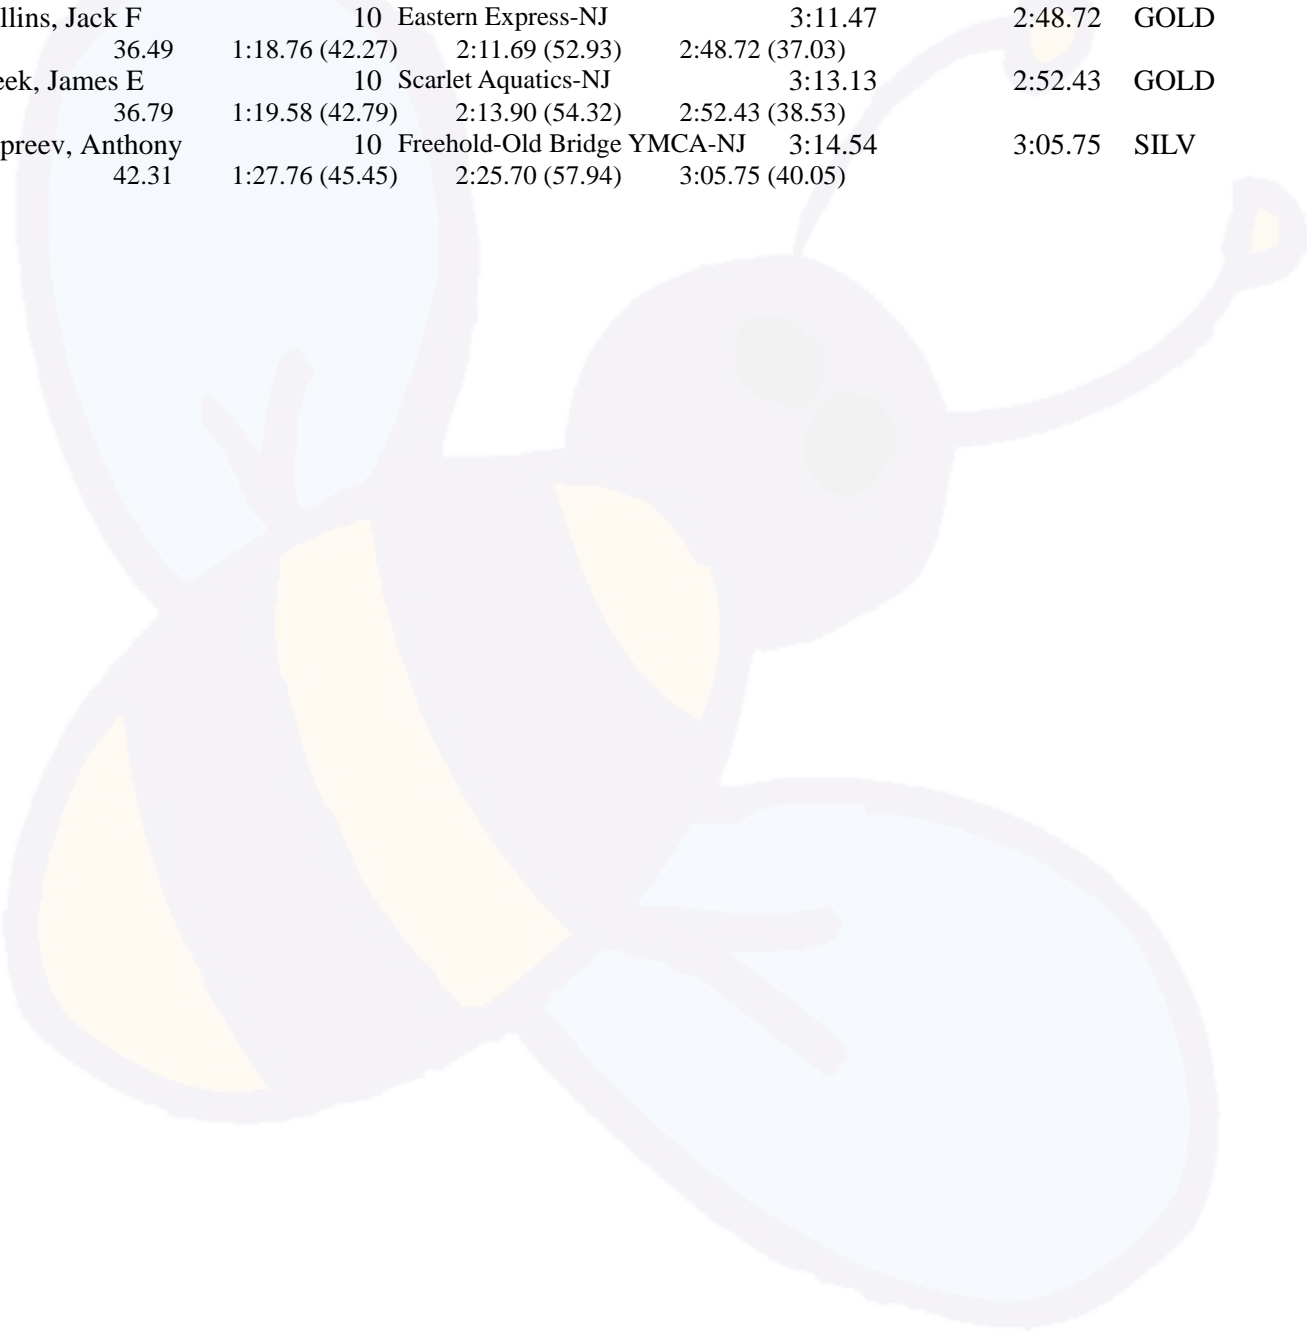 llins, Jack F 10 Eastern Express-NJ 3:11.47 2:48.72 GOLD
36.49 1:18.76 (42.27) 2:11.69 (52.93) 2:48.72 (37.03)
eek, James E 10 Scarlet Aquatics-NJ 3:13.13 2:52.43 GOLD
36.79 1:19.58 (42.79) 2:13.90 (54.32) 2:52.43 (38.53)
preev, Anthony 10 Freehold-Old Bridge YMCA-NJ 3:14.54 3:05.75 SILV
42.31 1:27.76 (45.45) 2:25.70 (57.94) 3:05.75 (40.05)